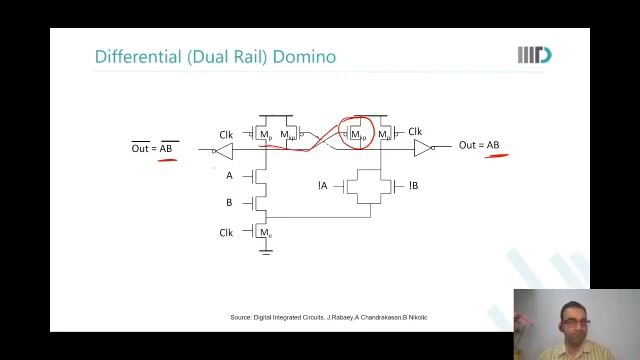 Differential (Dual Rail) Domino
Clk
Mp
Mkp
Mkp
Mp
Clk
Out = AB
Out = AB
A
B
!A
!B
Clk
Me
Source: Digital Integrated Circuits, J.Rabaey, A Chandrakasan,B Nikolic